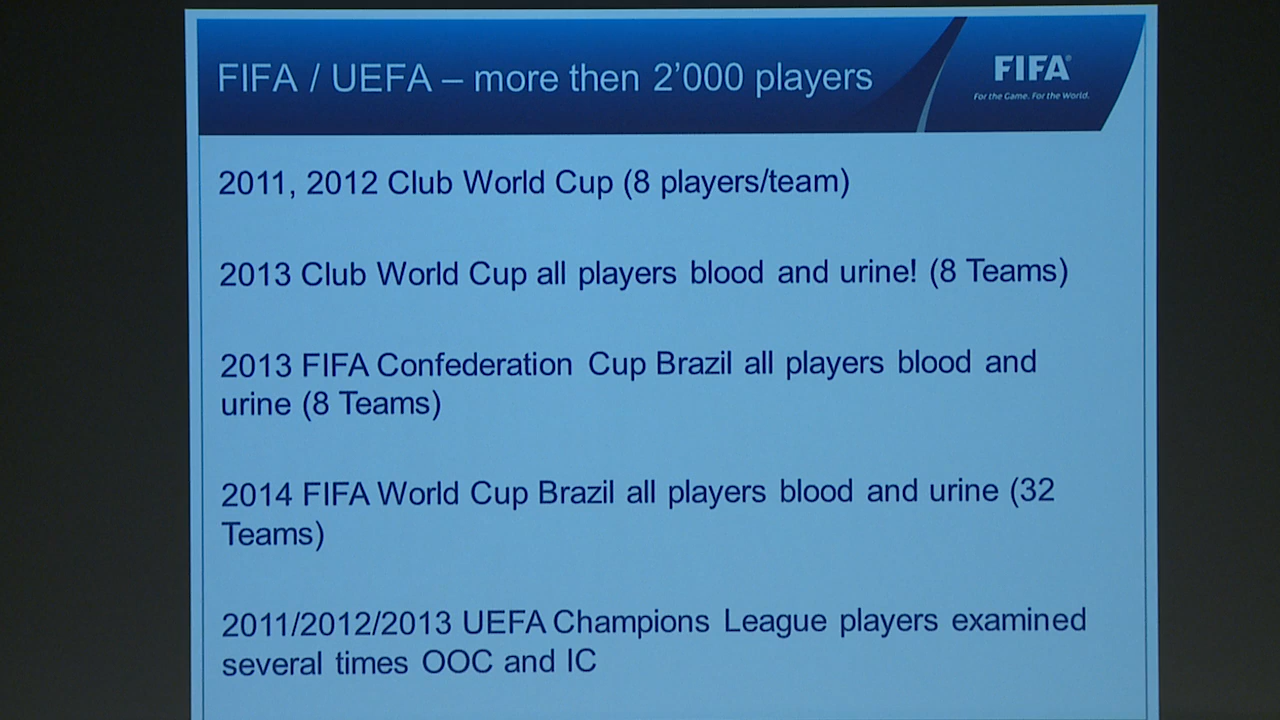 FIFA / UEFA – more then 2’000 players
FIFA®
For the Game. For the World.
2011, 2012 Club World Cup (8 players/team)
2013 Club World Cup all players blood and urine! (8 Teams)
2013 FIFA Confederation Cup Brazil all players blood and
urine (8 Teams)
2014 FIFA World Cup Brazil all players blood and urine (32
Teams)
2011/2012/2013 UEFA Champions League players examined
several times OOC and IC